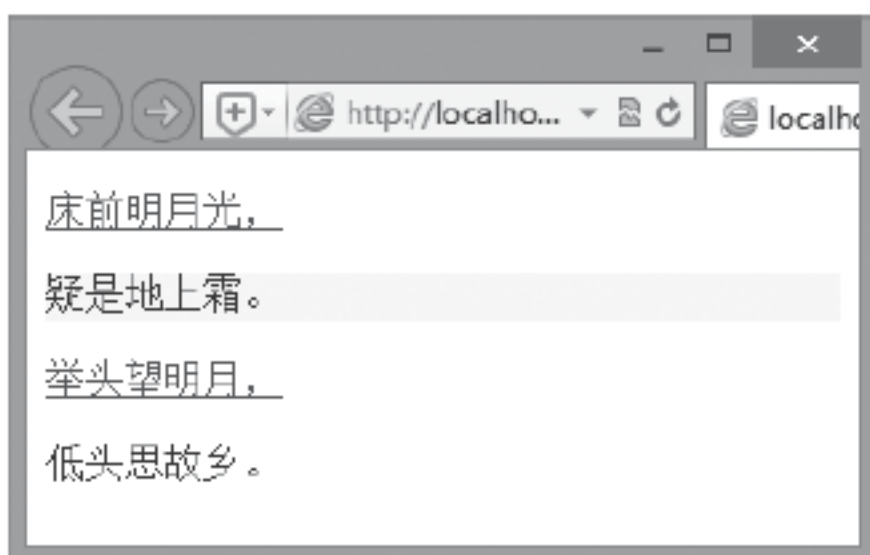 http://localho...
localho
床前明月光，
疑是地上霜。
举头望明月，
低头思故乡。